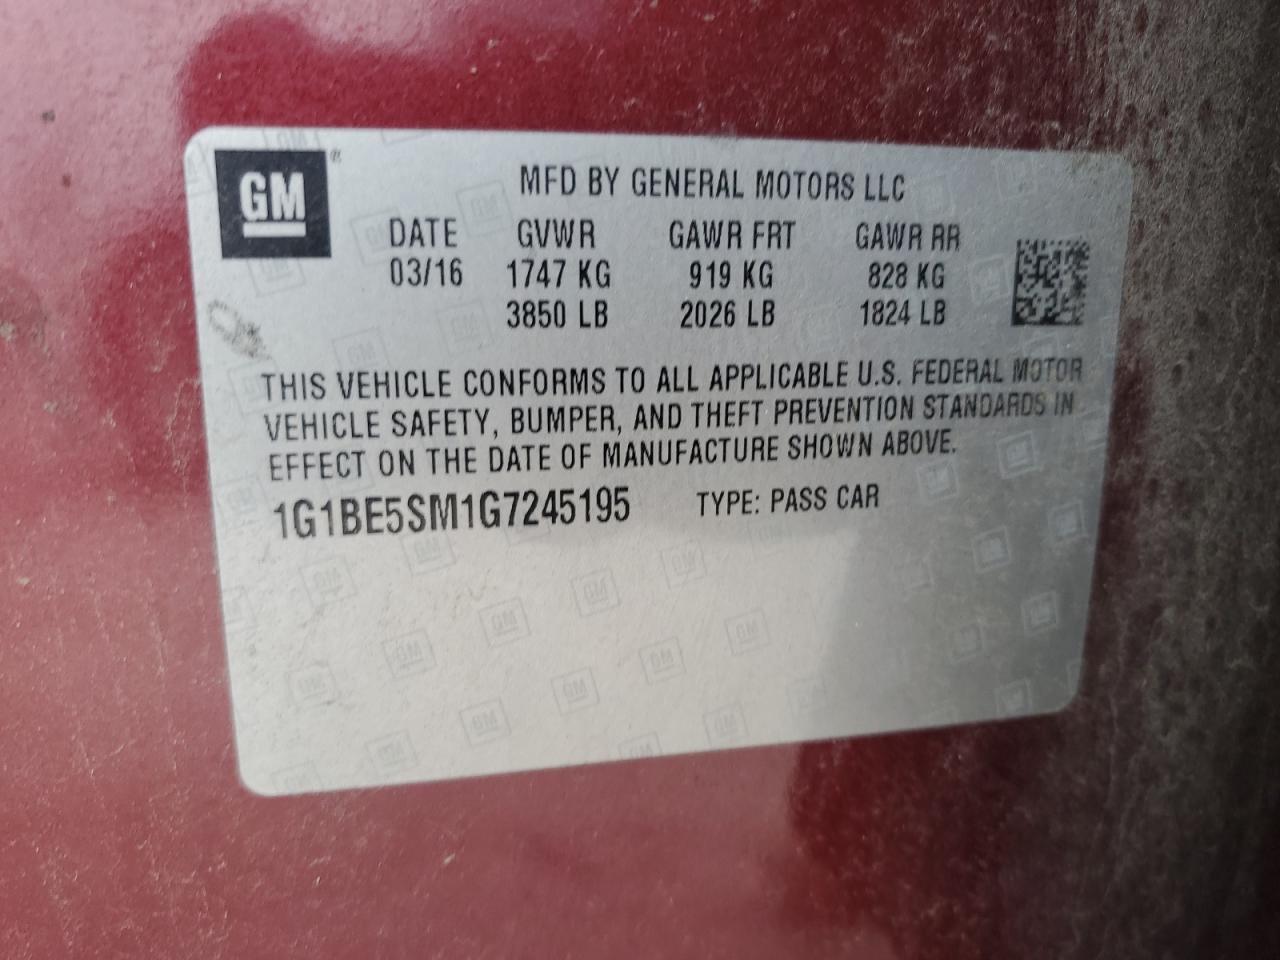 GM®
MFD BY GENERAL MOTORS LLC
DATE GVWR GAWR FRT GAWR RR
03/16 1747 KG 919 KG 828 KG
3850 LB 2026 LB 1824 LB
THIS VEHICLE CONFORMS TO ALL APPLICABLE U.S. FEDERAL MOTOR
VEHICLE SAFETY, BUMPER, AND THEFT PREVENTION STANDARDS IN
EFFECT ON THE DATE OF MANUFACTURE SHOWN ABOVE.
1G1BE5SM1G7245195 TYPE: PASS CAR